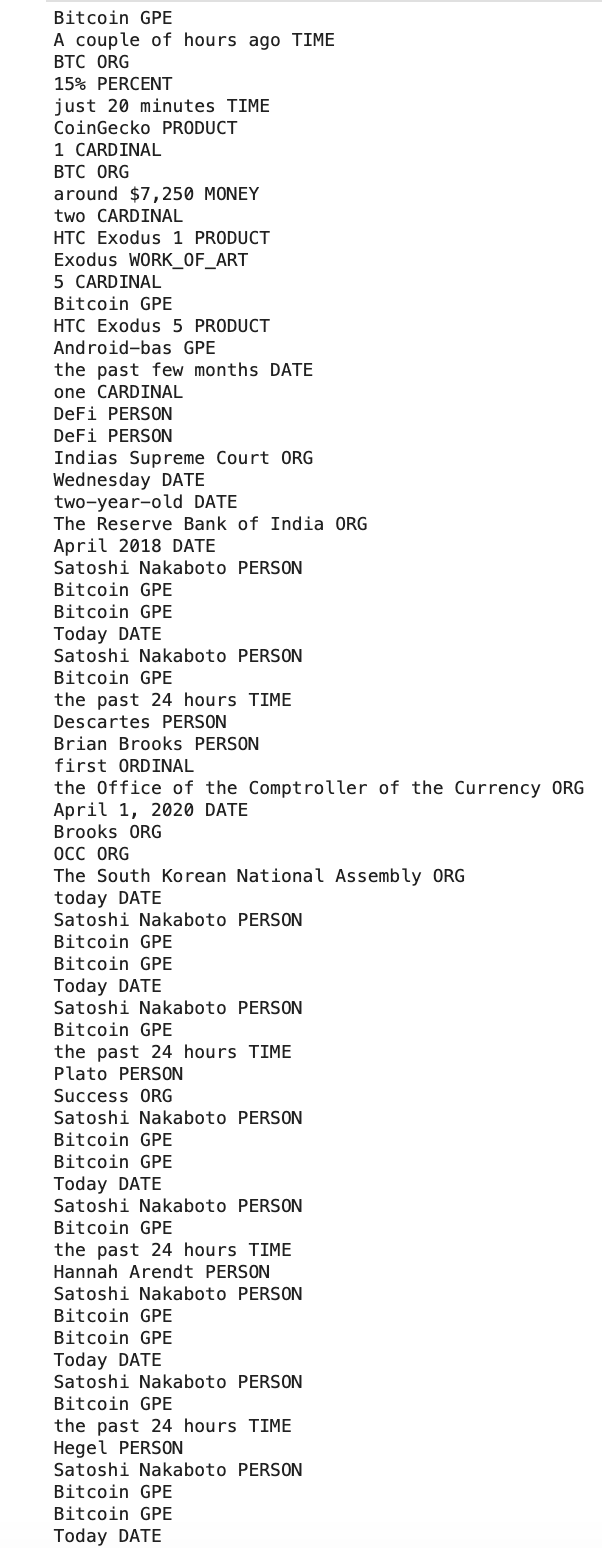 Bitcoin GPE
A couple of hours ago TIME
BTC ORG
15% PERCENT
just 20 minutes TIME
CoinGecko PRODUCT
1 CARDINAL
BTC ORG
around $7,250 MONEY
two CARDINAL
HTC Exodus 1 PRODUCT
Exodus WORK_OF_ART
5 CARDINAL
Bitcoin GPE
HTC Exodus 5 PRODUCT
Android-bas GPE
the past few months DATE
one CARDINAL
DeFi PERSON
DeFi PERSON
Indias Supreme Court ORG
Wednesday DATE
two-year-old DATE
The Reserve Bank of India ORG
April 2018 DATE
Satoshi Nakaboto PERSON
Bitcoin GPE
Bitcoin GPE
Today DATE
Satoshi Nakaboto PERSON
Bitcoin GPE
the past 24 hours TIME
Descartes PERSON
Brian Brooks PERSON
first ORDINAL
the Office of the Comptroller of the Currency ORG
April 1, 2020 DATE
Brooks ORG
OCC ORG
The South Korean National Assembly ORG
today DATE
Satoshi Nakaboto PERSON
Bitcoin GPE
Bitcoin GPE
Today DATE
Satoshi Nakaboto PERSON
Bitcoin GPE
the past 24 hours TIME
Plato PERSON
Success ORG
Satoshi Nakaboto PERSON
Bitcoin GPE
Bitcoin GPE
Today DATE
Satoshi Nakaboto PERSON
Bitcoin GPE
the past 24 hours TIME
Hannah Arendt PERSON
Satoshi Nakaboto PERSON
Bitcoin GPE
Bitcoin GPE
Today DATE
Satoshi Nakaboto PERSON
Bitcoin GPE
the past 24 hours TIME
Hegel PERSON
Satoshi Nakaboto PERSON
Bitcoin GPE
Bitcoin GPE
Today DATE